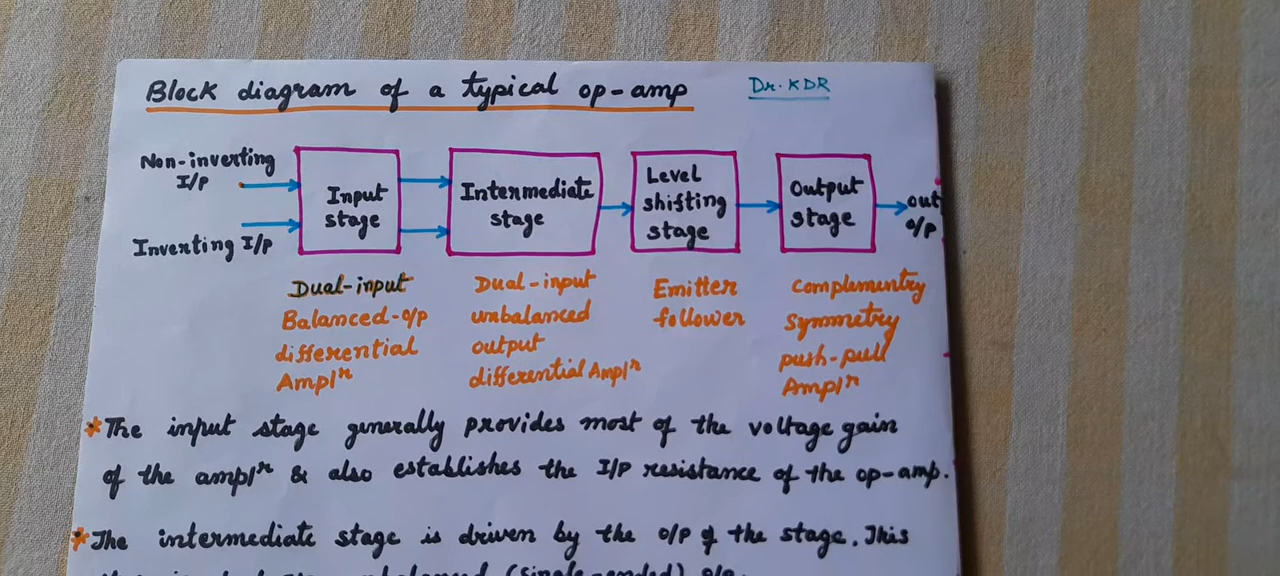 Block diagram of a typical op-amp
Dr. KDR
Non-inverting
I/P
Inverting I/P
Input
stage
Intermediate
stage
Level
shifting
stage
Output
stage
out
o/p
Dual-input
Balanced-o/p
differential
Ampl^r
Dual-input
unbalanced
output
differential Ampl^r
Emitter
follower
Complementry
Symmetry
push-pull
Ampl^r
*The input stage generally provides most of the voltage gain
of the ampl^r & also establishes the I/P resistance of the op-amp.
*The intermediate stage is driven by the o/p of the stage. This